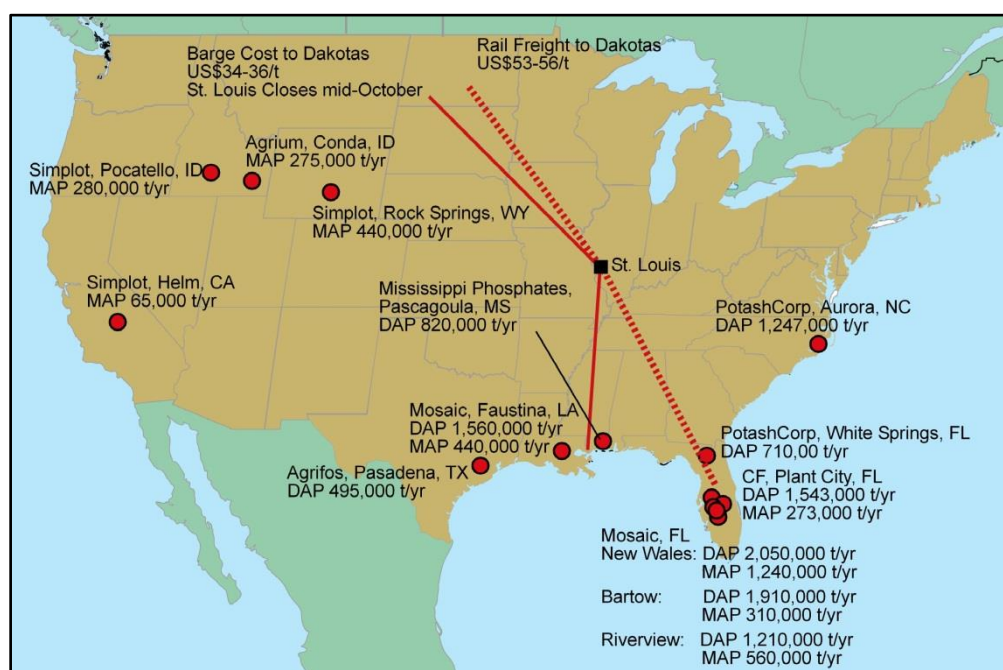 Barge Cost to Dakotas
US$34-36/t
St. Louis Closes mid-October
Rail Freight to Dakotas
US$53-56/t
Agrium, Conda, ID
MAP 275,000 t/yr
Simplot, Pocatello, ID
MAP 280,000 t/yr
Simplot, Rock Springs, WY
MAP 440,000 t/yr
St. Louis
Simplot, Helm, CA
MAP 65,000 t/yr
Mississippi Phosphates,
Pascagoula, MS
DAP 820,000 t/yr
PotashCorp, Aurora, NC
DAP 1,247,000 t/yr
Mosaic, Faustina, LA
DAP 1,560,000 t/yr
MAP 440,000 t/yr
Agrifos, Pasadena, TX
DAP 495,000 t/yr
PotashCorp, White Springs, FL
DAP 710,00 t/yr
CF, Plant City, FL
DAP 1,543,000 t/yr
MAP 273,000 t/yr
Mosaic, FL
New Wales: DAP 2,050,000 t/yr
MAP 1,240,000 t/yr
Bartow: DAP 1,910,000 t/yr
MAP 310,000 t/yr
Riverview: DAP 1,210,000 t/yr
MAP 560,000 t/yr